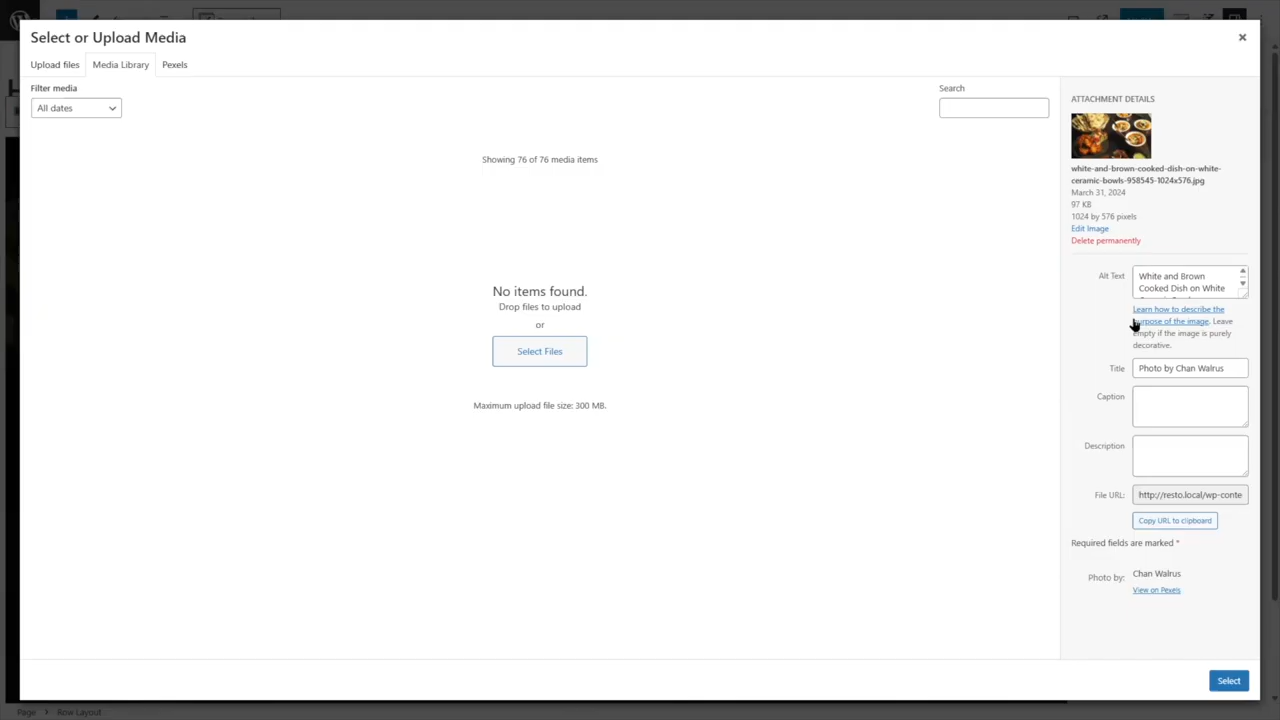 Select or Upload Media
Upload files
Media Library
Pexels
Filter media
Search
All dates
Showing 76 of 76 media items
No items found.
Drop files to upload
or
Select Files
Maximum upload file size: 300 MB.
ATTACHMENT DETAILS
white-and-brown-cooked-dish-on-white-
ceramic-bowls-958545-1024x576.jpg
March 31, 2024
97 KB
1024 by 576 pixels
Edit Image
Delete permanently
Alt Text
White and Brown
Cooked Dish on White
Learn how to describe the
purpose of the image. Leave
empty if the image is purely
decorative.
Title
Photo by Chan Walrus
Caption
Description
File URL:
http://resto.local/wp-conte
Copy URL to clipboard
Required fields are marked *
Photo by:
Chan Walrus
View on Pexels
Select
Page
Row Layout